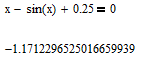 x - sin(x) + 0.25 = 0
-1.1712296525016659939